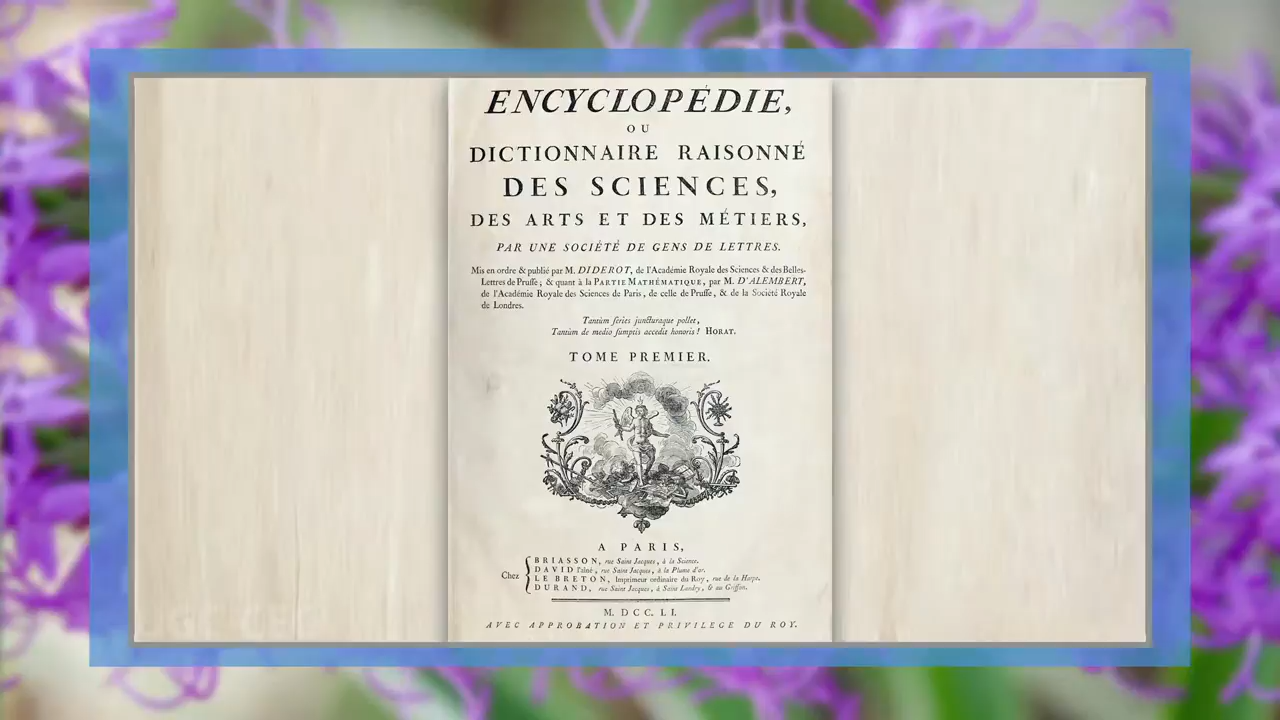 ENCYCLOPÉDIE,
OU
DICTIONNAIRE RAISONNÉ
DES SCIENCES,
DES ARTS ET DES MÉTIERS,
PAR UNE SOCIÉTÉ DE GENS DE LETTRES.
Mis en ordre & publié par M. DIDEROT, de l'Académie Royale des Sciences & des Belles-
Lettres de Pruſſe; & quant à la PARTIE MATHÉMATIQUE, par M. D'ALEMBERT,
de l'Académie Royale des Sciences de Paris, de celle de Pruſſe, & de la Société Royale
de Londres.
Tantùm ſeries juncturaque pollet,
Tantùm de medio ſumptis accedit honoris! HORAT.
TOME PREMIER.
A PARIS,
Chez
BRIASSON, rue Saint Jacques, à la Science.
DAVID l'aîné, rue Saint Jacques, à la Plume d'or.
LE BRETON, Imprimeur ordinaire du Roy, rue de la Harpe.
DURAND, rue Saint Jacques, à Saint Landry, & au Griffon.
M. DCC. LI.
AVEC APPROBATION ET PRIVILEGE DU ROY.